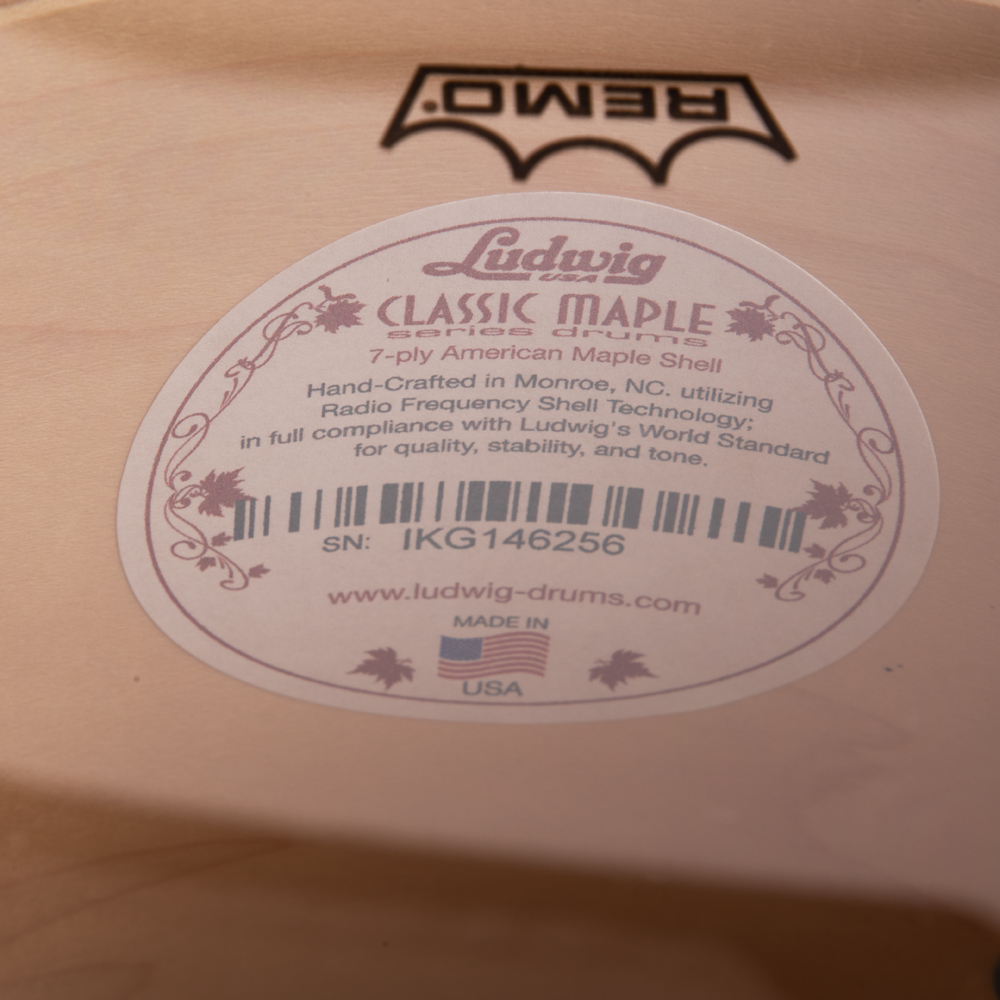 REMO®
Ludwig
USA
CLASSIC MAPLE
series drums
7-ply American Maple Shell
Hand-Crafted in Monroe, NC. utilizing
Radio Frequency Shell Technology;
in full compliance with Ludwig's World Standard
for quality, stability, and tone.
SN: IKG146256
www.ludwig-drums.com
MADE IN
USA